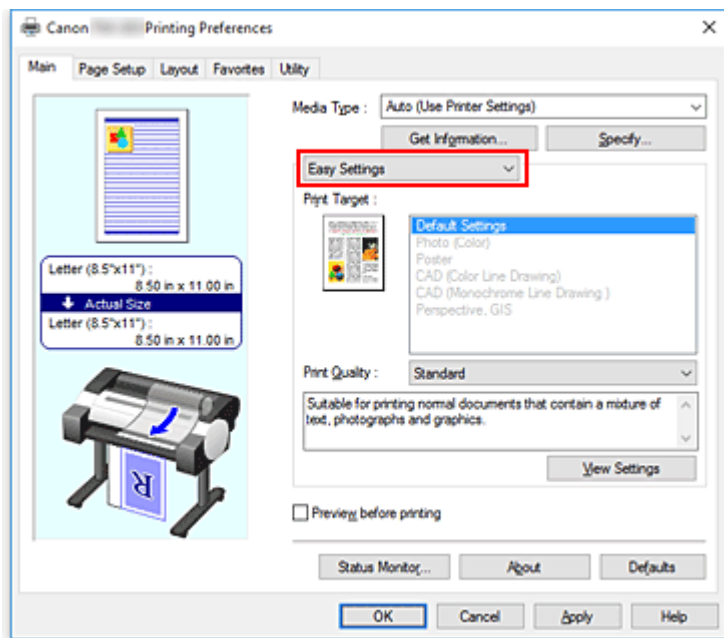 Canon Printing Preferences
Main Page Setup Layout Favorites Utility
Media Type : Auto (Use Printer Settings)
Get Information... Specify...
Easy Settings
Print Target :
Default Settings
Photo (Color)
Poster
CAD (Color Line Drawing)
CAD (Monochrome Line Drawing )
Perspective, GIS
Letter (8.5"x11") :
8.50 in x 11.00 in
Actual Size
Letter (8.5"x11") :
8.50 in x 11.00 in
R
Print Quality : Standard
Suitable for printing normal documents that contain a mixture of
text, photographs and graphics.
View Settings
Preview before printing
Status Monitor... About Defaults
OK Cancel Apply Help